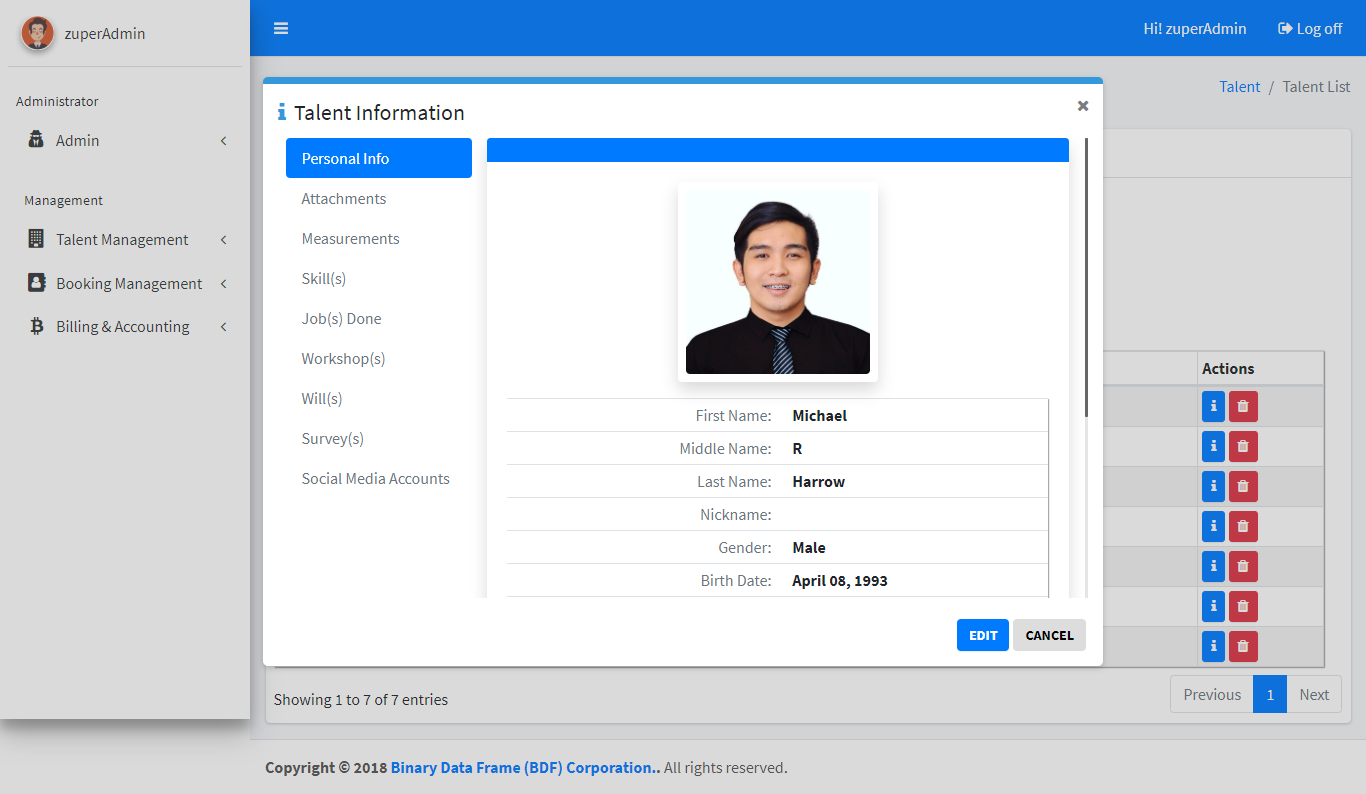 zuperAdmin
Hi! zuperAdmin
Log off
Administrator
Admin
Management
Talent Management
Booking Management
Billing & Accounting
Talent / Talent List
Talent Information
Personal Info
Attachments
Measurements
Skill(s)
Job(s) Done
Workshop(s)
Will(s)
Survey(s)
Social Media Accounts
First Name: Michael
Middle Name: R
Last Name: Harrow
Nickname:
Gender: Male
Birth Date: April 08, 1993
EDIT
CANCEL
Actions
Showing 1 to 7 of 7 entries
Previous 1 Next
Copyright © 2018 Binary Data Frame (BDF) Corporation.. All rights reserved.